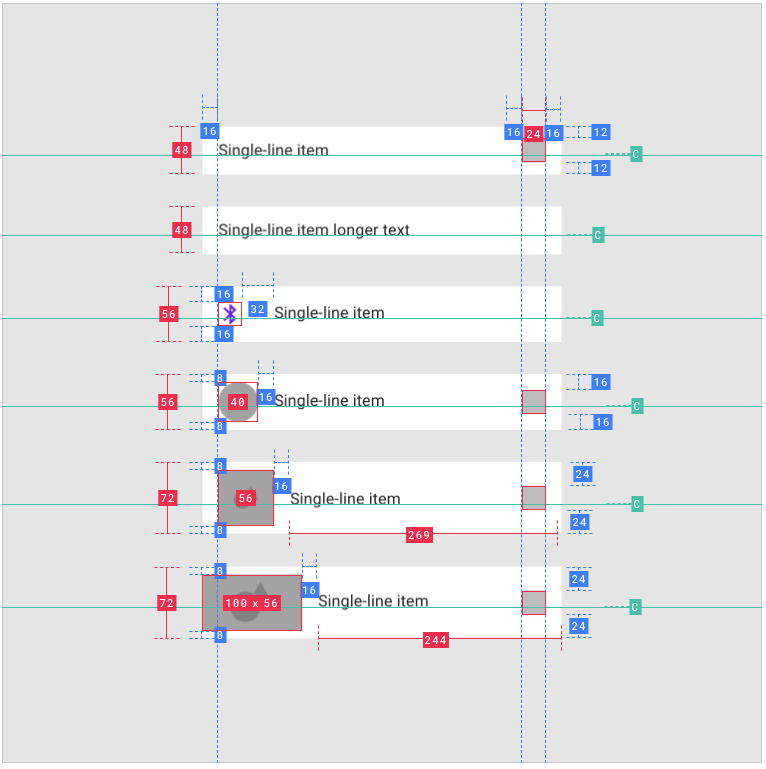 16 16 24 16 12
48 Single-line item C
12
48 Single-line item longer text C
16
56 32 Single-line item C
16
8 16
56 40 16 Single-line item C
8 16
8 24
16
72 56 Single-line item C
8 24
269
8 24
16
72 100 x 56 Single-line item C
8 24
244